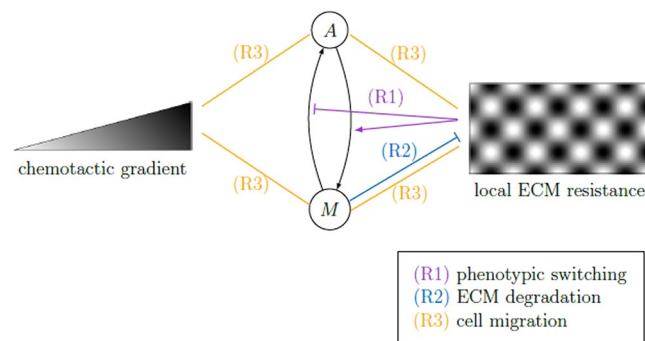 A
(R3)
(R3)
(R1)
(R2)
chemotactic gradient
(R3)
(R3)
local ECM resistance
M
(R1) phenotypic switching
(R2) ECM degradation
(R3) cell migration